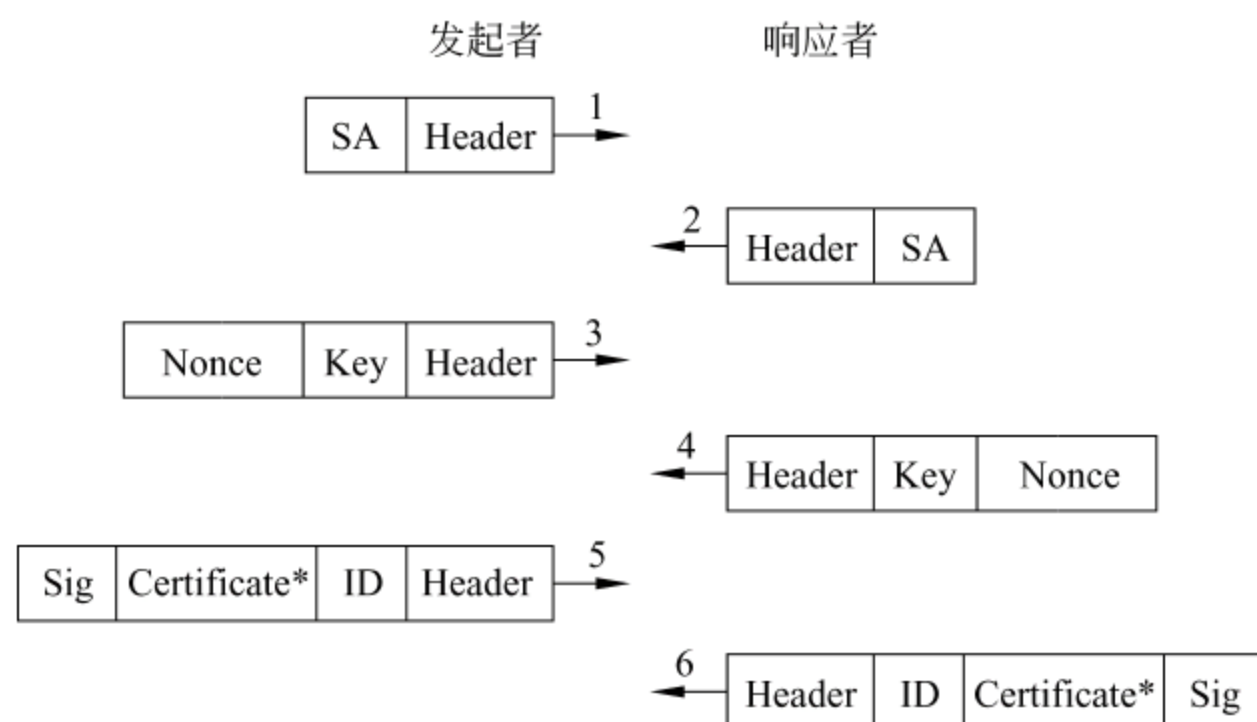 发起者 响应者
1
SA Header
2
Header SA
3
Nonce Key Header
4
Header Key Nonce
5
Sig Certificate* ID Header
6
Header ID Certificate* Sig